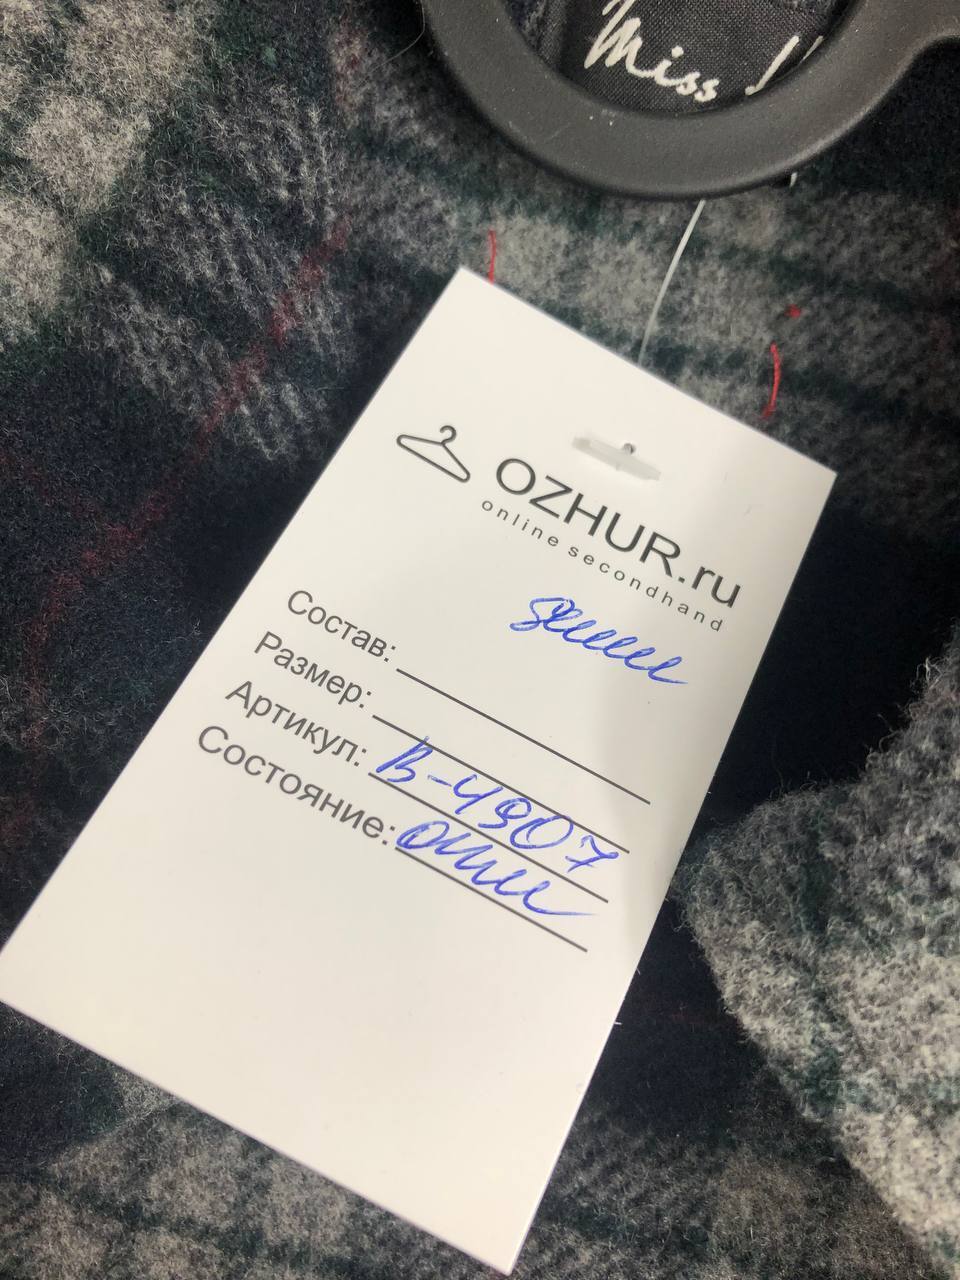 Miss
OZHUR.ru
online secondhand
Состав:
Размер:
Артикул: В-4907
Состояние: